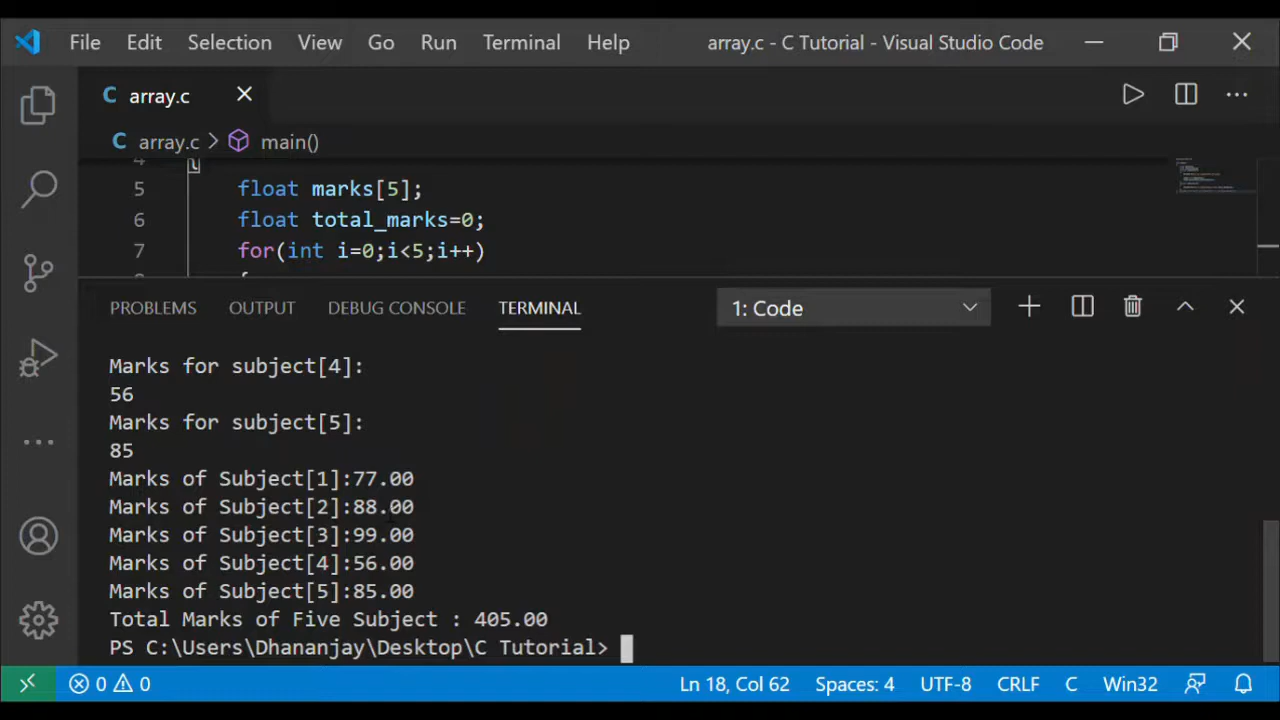 File Edit Selection View Go Run Terminal Help array.c - C Tutorial - Visual Studio Code
C array.c
C array.c > main()
4 {
5 float marks[5];
6 float total_marks=0;
7 for(int i=0;i<5;i++)
PROBLEMS OUTPUT DEBUG CONSOLE TERMINAL 1: Code
Marks for subject[4]:
56
Marks for subject[5]:
85
Marks of Subject[1]:77.00
Marks of Subject[2]:88.00
Marks of Subject[3]:99.00
Marks of Subject[4]:56.00
Marks of Subject[5]:85.00
Total Marks of Five Subject : 405.00
PS C:\Users\Dhananjay\Desktop\C Tutorial>
0 0 Ln 18, Col 62 Spaces: 4 UTF-8 CRLF C Win32